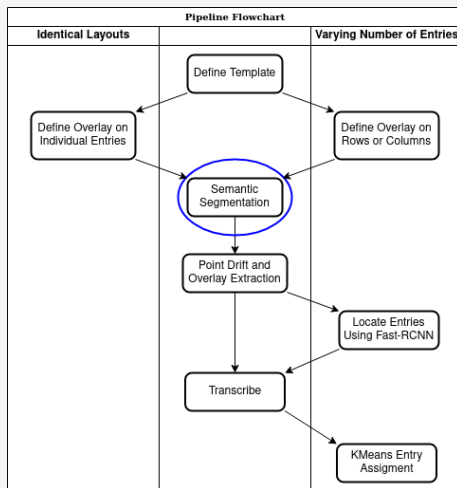 Pipeline Flowchart
Identical Layouts
Varying Number of Entries
Define Template
Define Overlay on
Individual Entries
Define Overlay on
Rows or Columns
Semantic
Segmentation
Point Drift and
Overlay Extraction
Locate Entries
Using Fast-RCNN
Transcribe
KMeans Entry
Assigment